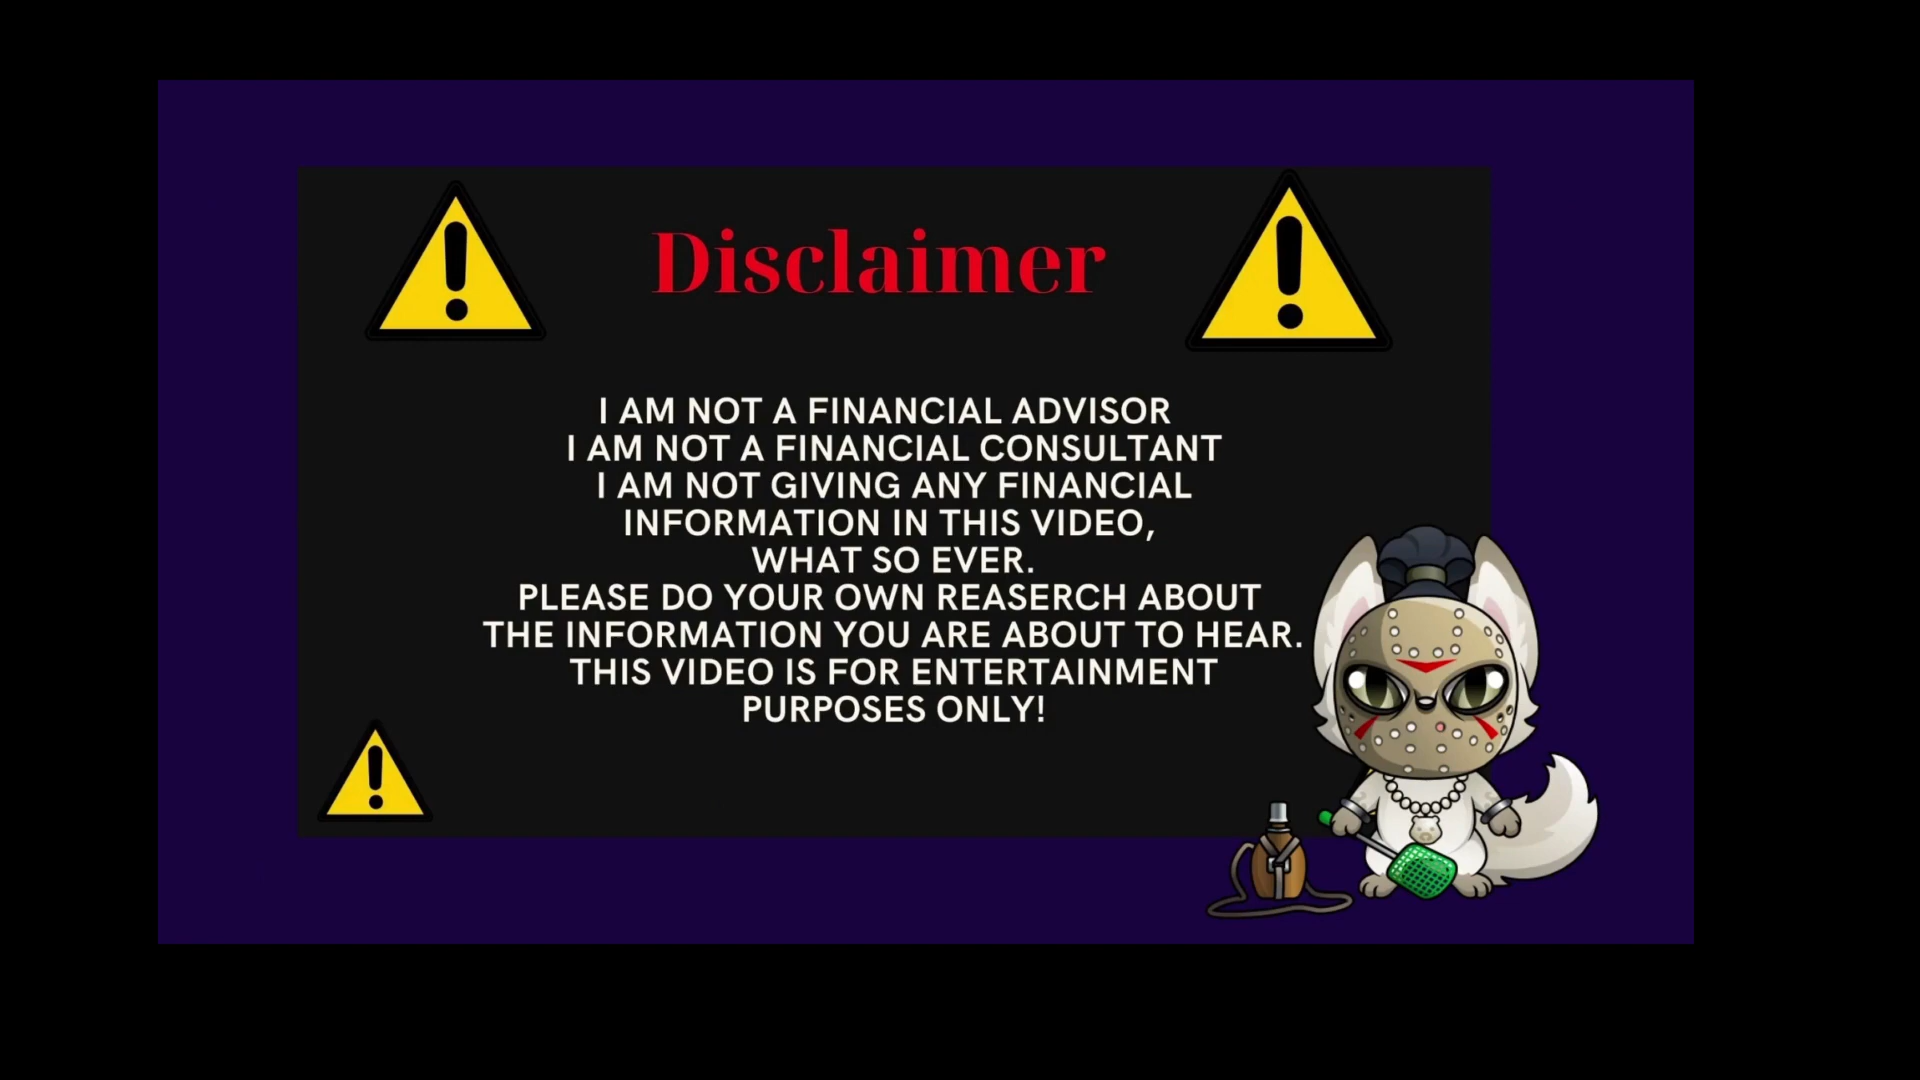 Disclaimer
I AM NOT A FINANCIAL ADVISOR
I AM NOT A FINANCIAL CONSULTANT
I AM NOT GIVING ANY FINANCIAL
INFORMATION IN THIS VIDEO,
WHAT SO EVER.
PLEASE DO YOUR OWN REASERCH ABOUT
THE INFORMATION YOU ARE ABOUT TO HEAR.
THIS VIDEO IS FOR ENTERTAINMENT
PURPOSES ONLY!